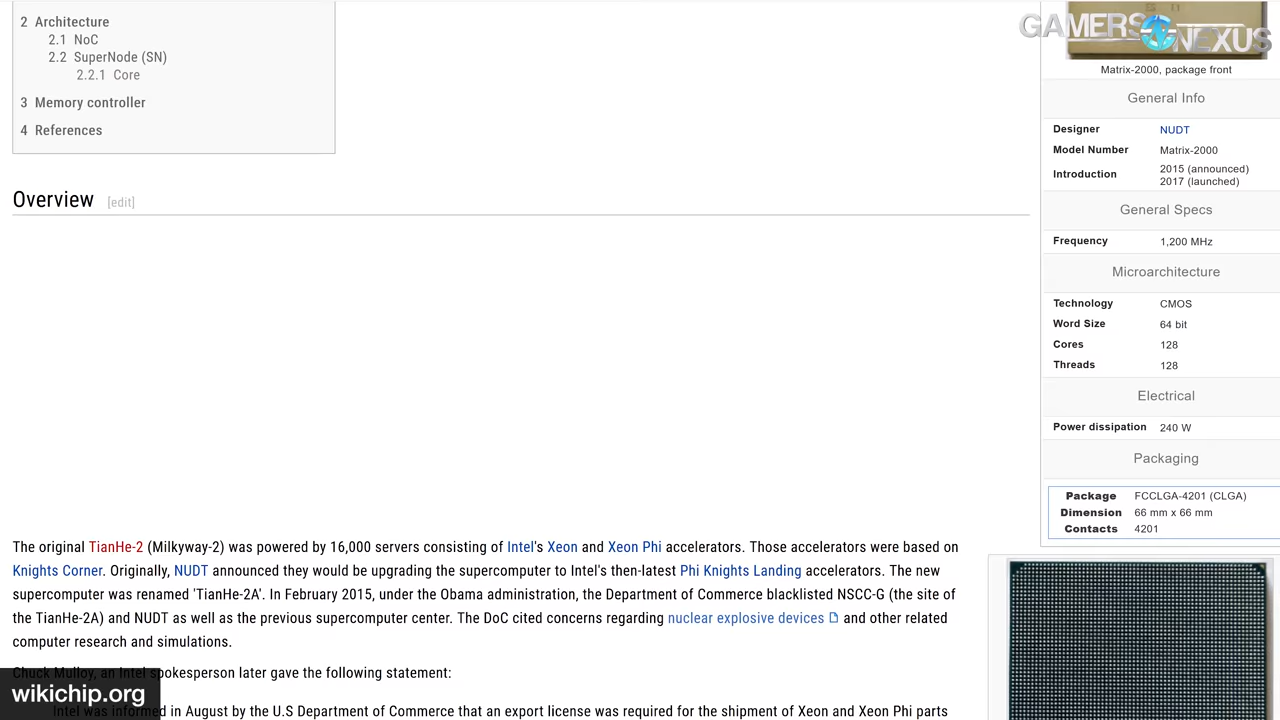 2 Architecture
2.1 NoC
2.2 SuperNode (SN)
2.2.1 Core
3 Memory controller
4 References
Overview [edit]
The original TianHe-2 (Milkyway-2) was powered by 16,000 servers consisting of Intel's Xeon and Xeon Phi accelerators. Those accelerators were based on
Knights Corner. Originally, NUDT announced they would be upgrading the supercomputer to Intel's then-latest Phi Knights Landing accelerators. The new
supercomputer was renamed 'TianHe-2A'. In February 2015, under the Obama administration, the Department of Commerce blacklisted NSCC-G (the site of
the TianHe-2A) and NUDT as well as the previous supercomputer center. The DoC cited concerns regarding nuclear explosive devices and other related
computer research and simulations.
Chuck Mulloy, an Intel spokesperson later gave the following statement:
Intel was informed in August by the U.S Department of Commerce that an export license was required for the shipment of Xeon and Xeon Phi parts
wikichip.org
GAMERS NEXUS
Matrix-2000, package front
General Info
Designer NUDT
Model Number Matrix-2000
Introduction 2015 (announced)
2017 (launched)
General Specs
Frequency 1,200 MHz
Microarchitecture
Technology CMOS
Word Size 64 bit
Cores 128
Threads 128
Electrical
Power dissipation 240 W
Packaging
Package FCCLGA-4201 (CLGA)
Dimension 66 mm x 66 mm
Contacts 4201